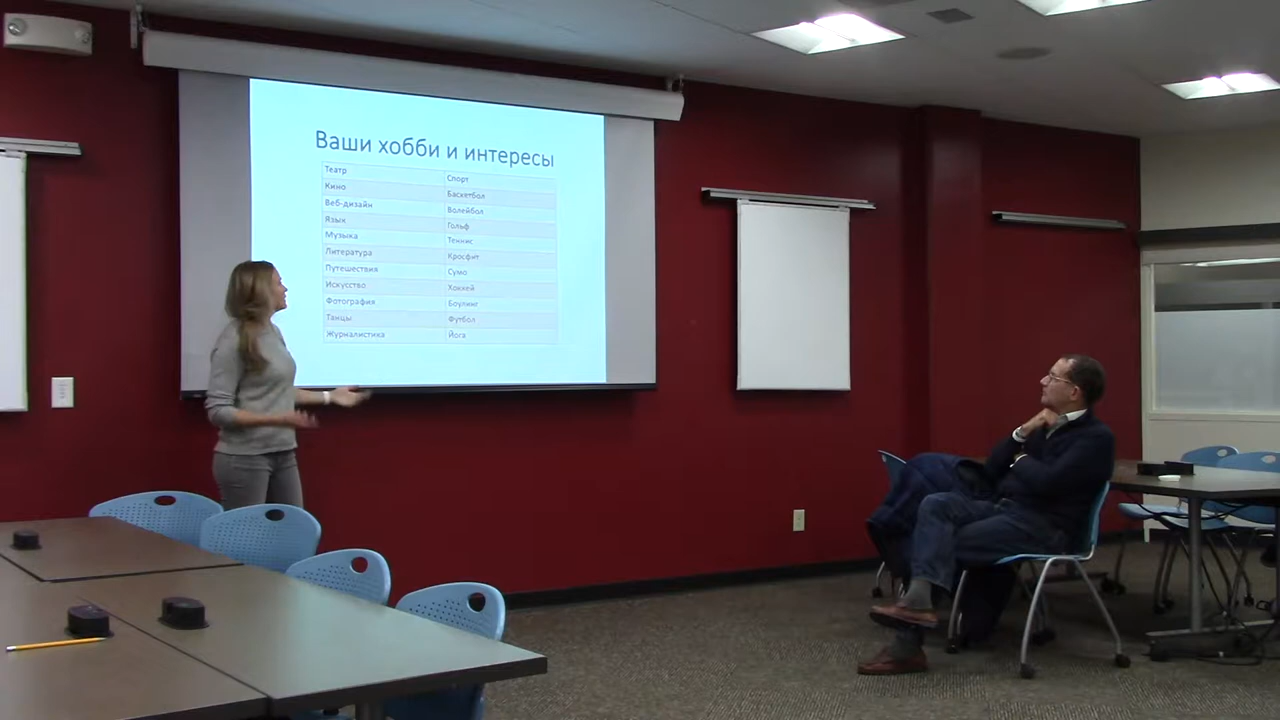 Ваши хобби и интересы
Театр Спорт
Кино Баскетбол
Веб-дизайн Волейбол
Язык Гольф
Музыка Теннис
Литература Кросфит
Путешествия Сумо
Искусство Хоккей
Фотография Боулинг
Танцы Футбол
Журналистика Йога